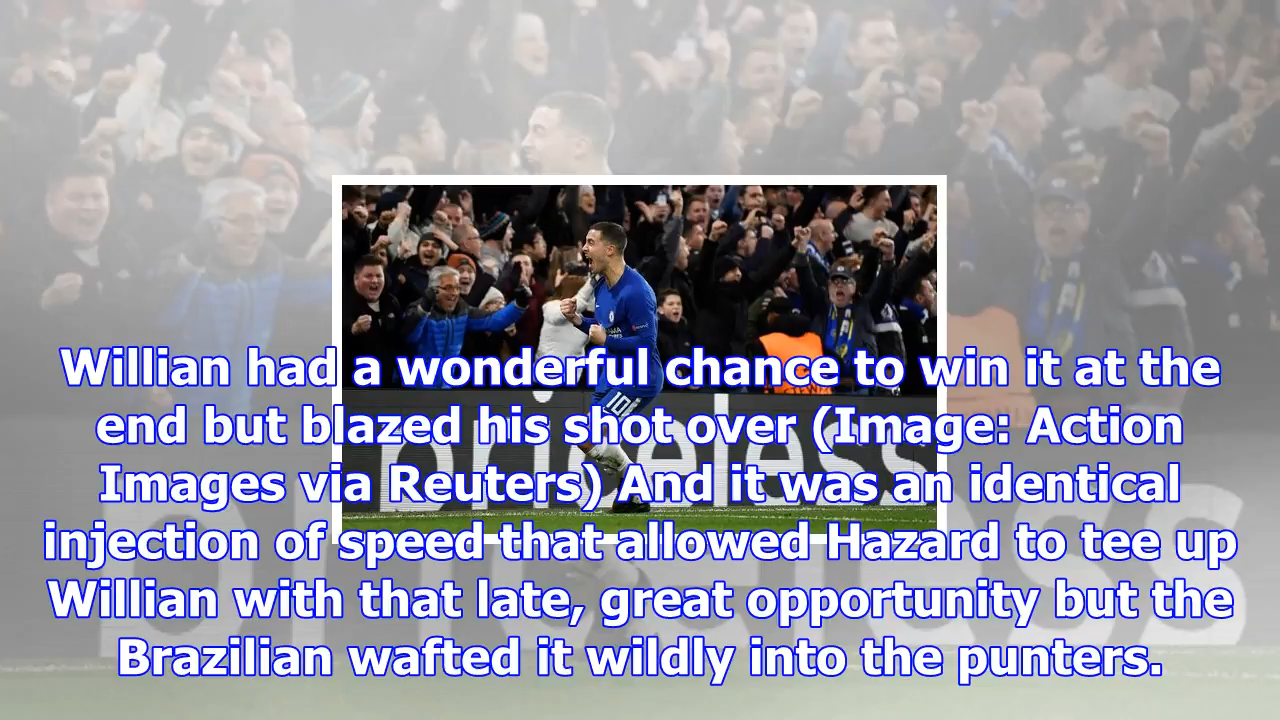 Willian had a wonderful chance to win it at the
end but blazed his shot over (Image: Action
Images via Reuters) And it was an identical
injection of speed that allowed Hazard to tee up
Willian with that late, great opportunity but the
Brazilian wafted it wildly into the punters.
10
priceless